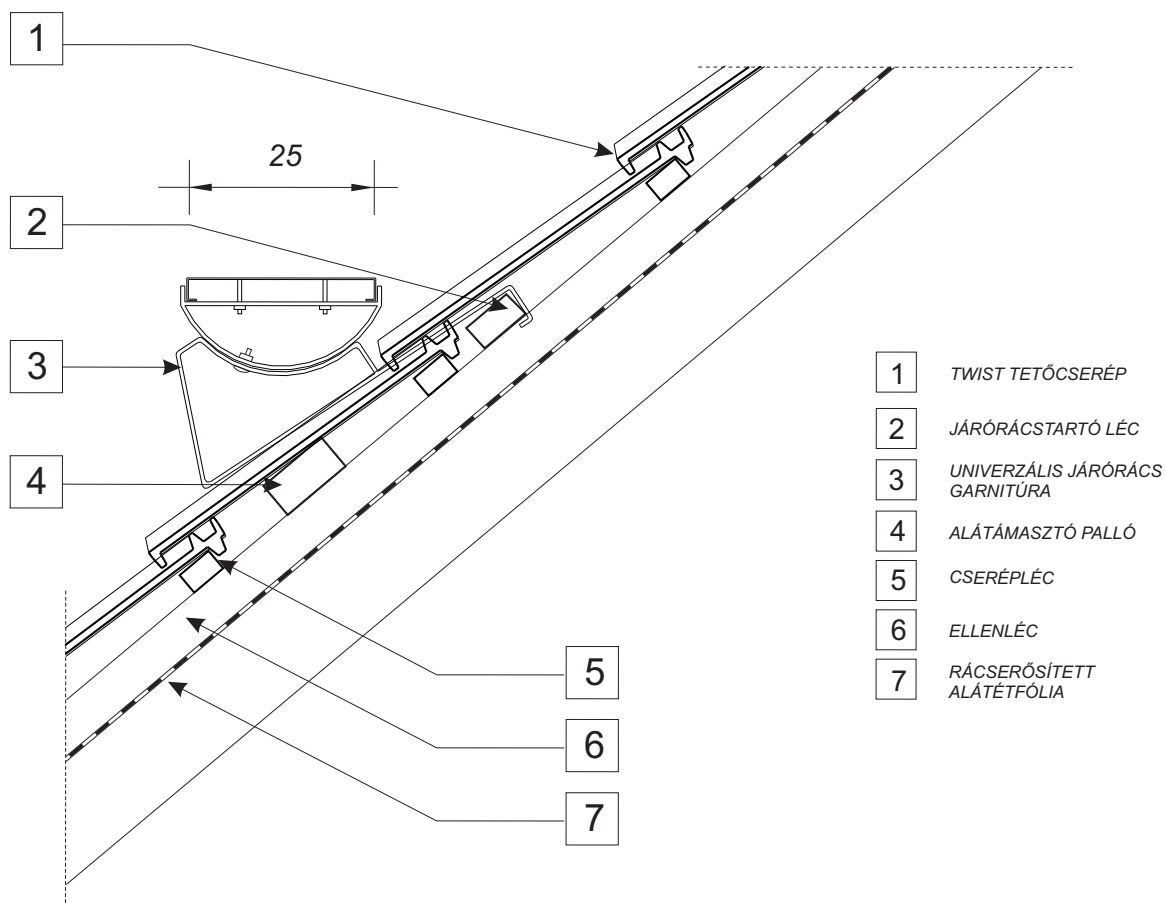 1
25
2
3
4
5
6
7
1 TWIST TETŐCSERÉP
2 JÁRÓRÁCSTARTÓ LÉC
3 UNIVERZÁLIS JÁRÓRÁCS
GARNITÚRA
4 ALÁTÁMASZTÓ PALLÓ
5 CSERÉPLÉC
6 ELLENLÉC
7 RÁCSERŐSÍTETT
ALÁTÉTFÓLIA